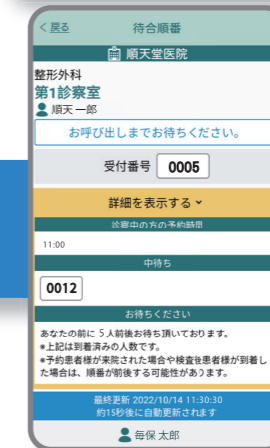 < 戻る
待合順番
順天堂医院
整形外科
第1診察室
順天 一郎
お呼び出しまでお待ちください。
受付番号 0005
詳細を表示する
診察中の方の予約時間
11:00
中待ち
0012
お待ちください
あなたの前に 5 人前後お待ち頂いております。
*上記は到着済みの人数です。
*予約患者様が来院された場合や検査後患者様が到着し
た場合は、順番が前後する可能性があります。
最終更新 2022/10/14 11:30:30
約15秒後に自動更新されます
毎保 太郎